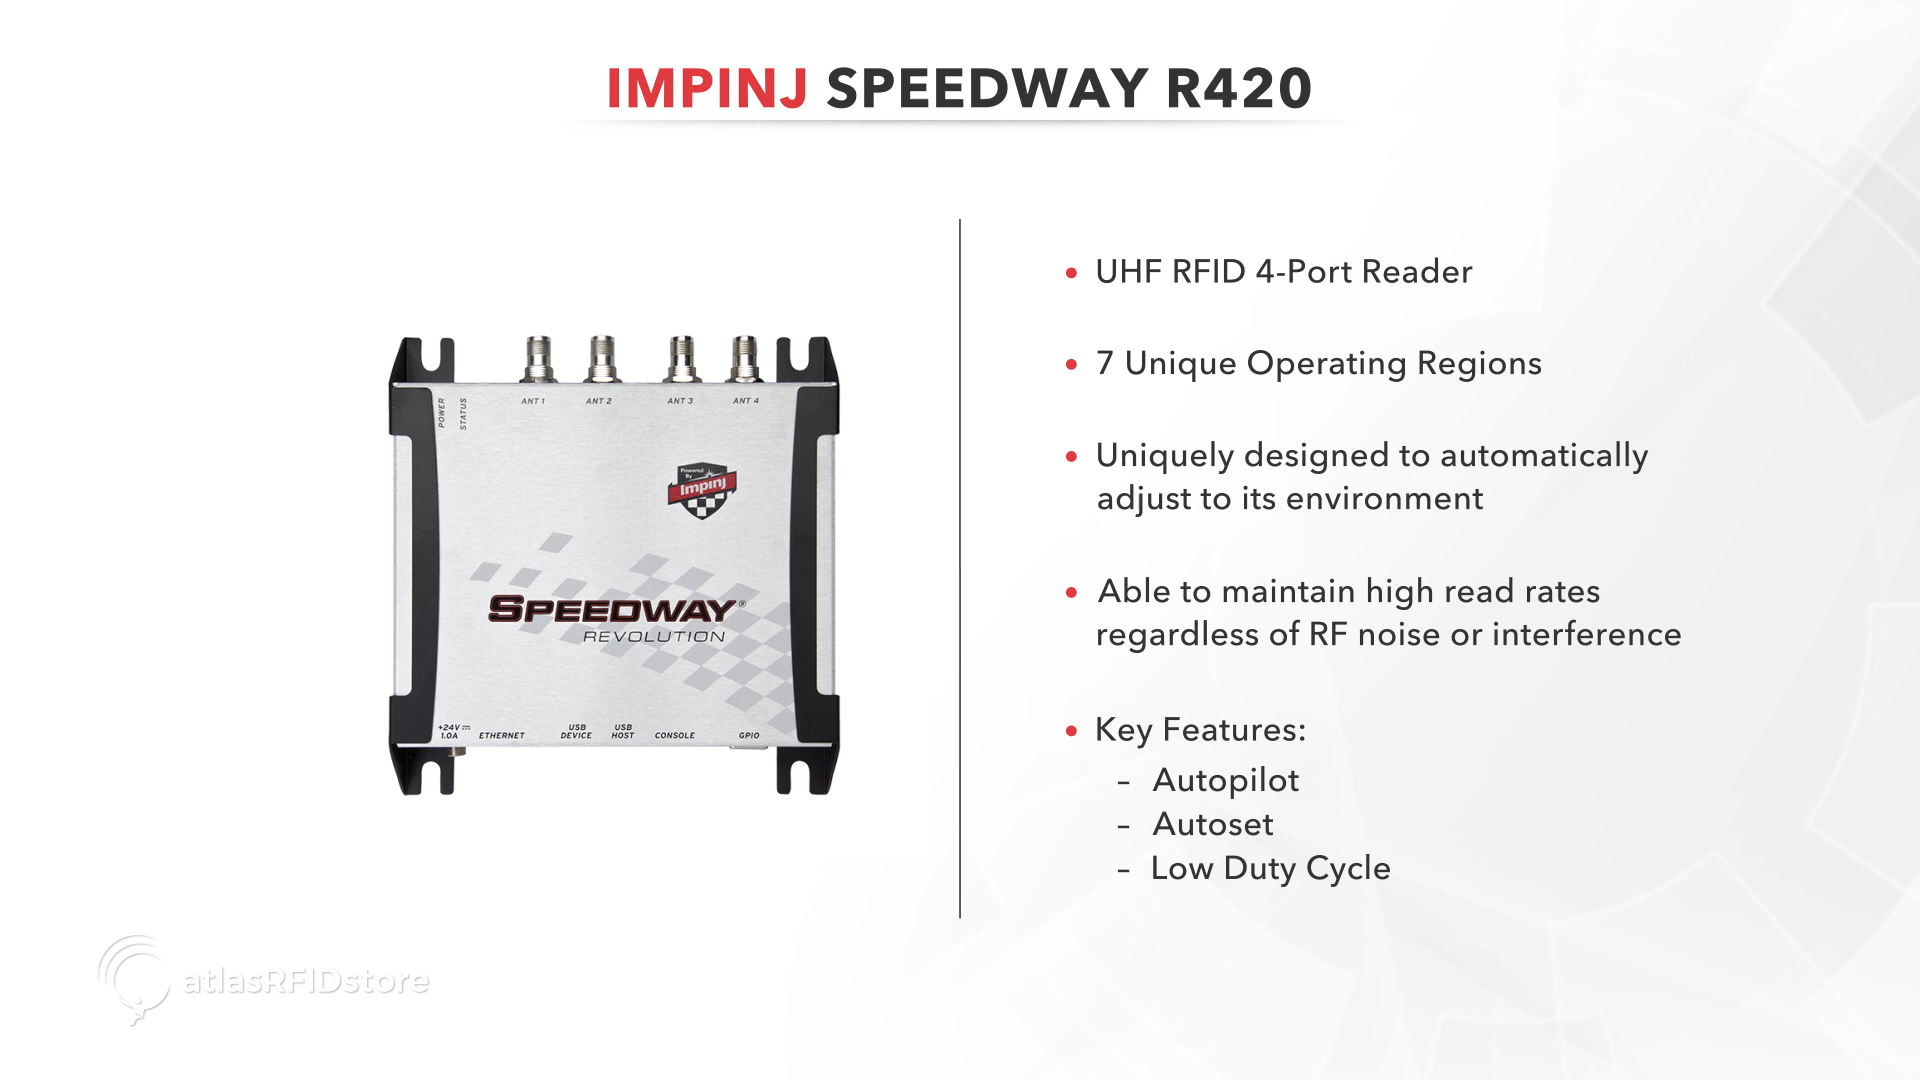 IMPINJ SPEEDWAY R420
• UHF RFID 4-Port Reader
• 7 Unique Operating Regions
• Uniquely designed to automatically
adjust to its environment
• Able to maintain high read rates
regardless of RF noise or interference
• Key Features:
– Autopilot
– Autoset
– Low Duty Cycle
POWER
STATUS
ANT 1 ANT 2 ANT 3 ANT 4
Powered
By
Impinj
SPEEDWAY®
REVOLUTION
+24V ⎓
1.0A
ETHERNET
USB
DEVICE
USB
HOST
CONSOLE
GPIO
atlasRFIDstore